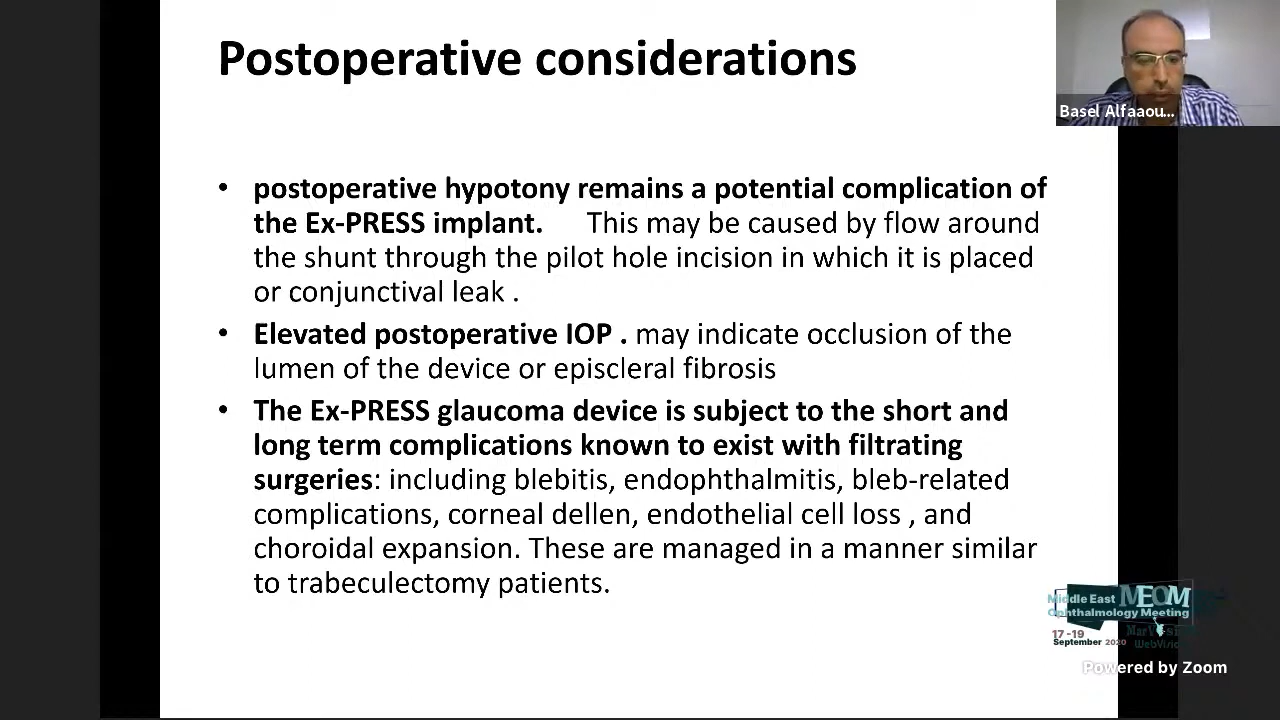 Postoperative considerations
Basel Alfaaou...
• postoperative hypotony remains a potential complication of
the Ex-PRESS implant. This may be caused by flow around
the shunt through the pilot hole incision in which it is placed
or conjunctival leak .
• Elevated postoperative IOP . may indicate occlusion of the
lumen of the device or episcleral fibrosis
• The Ex-PRESS glaucoma device is subject to the short and
long term complications known to exist with filtrating
surgeries: including blebitis, endophthalmitis, bleb-related
complications, corneal dellen, endothelial cell loss , and
choroidal expansion. These are managed in a manner similar
to trabeculectomy patients.
Middle East MEOM
Ophthalmology Meeting
17-19
September 2020
Powered by Zoom